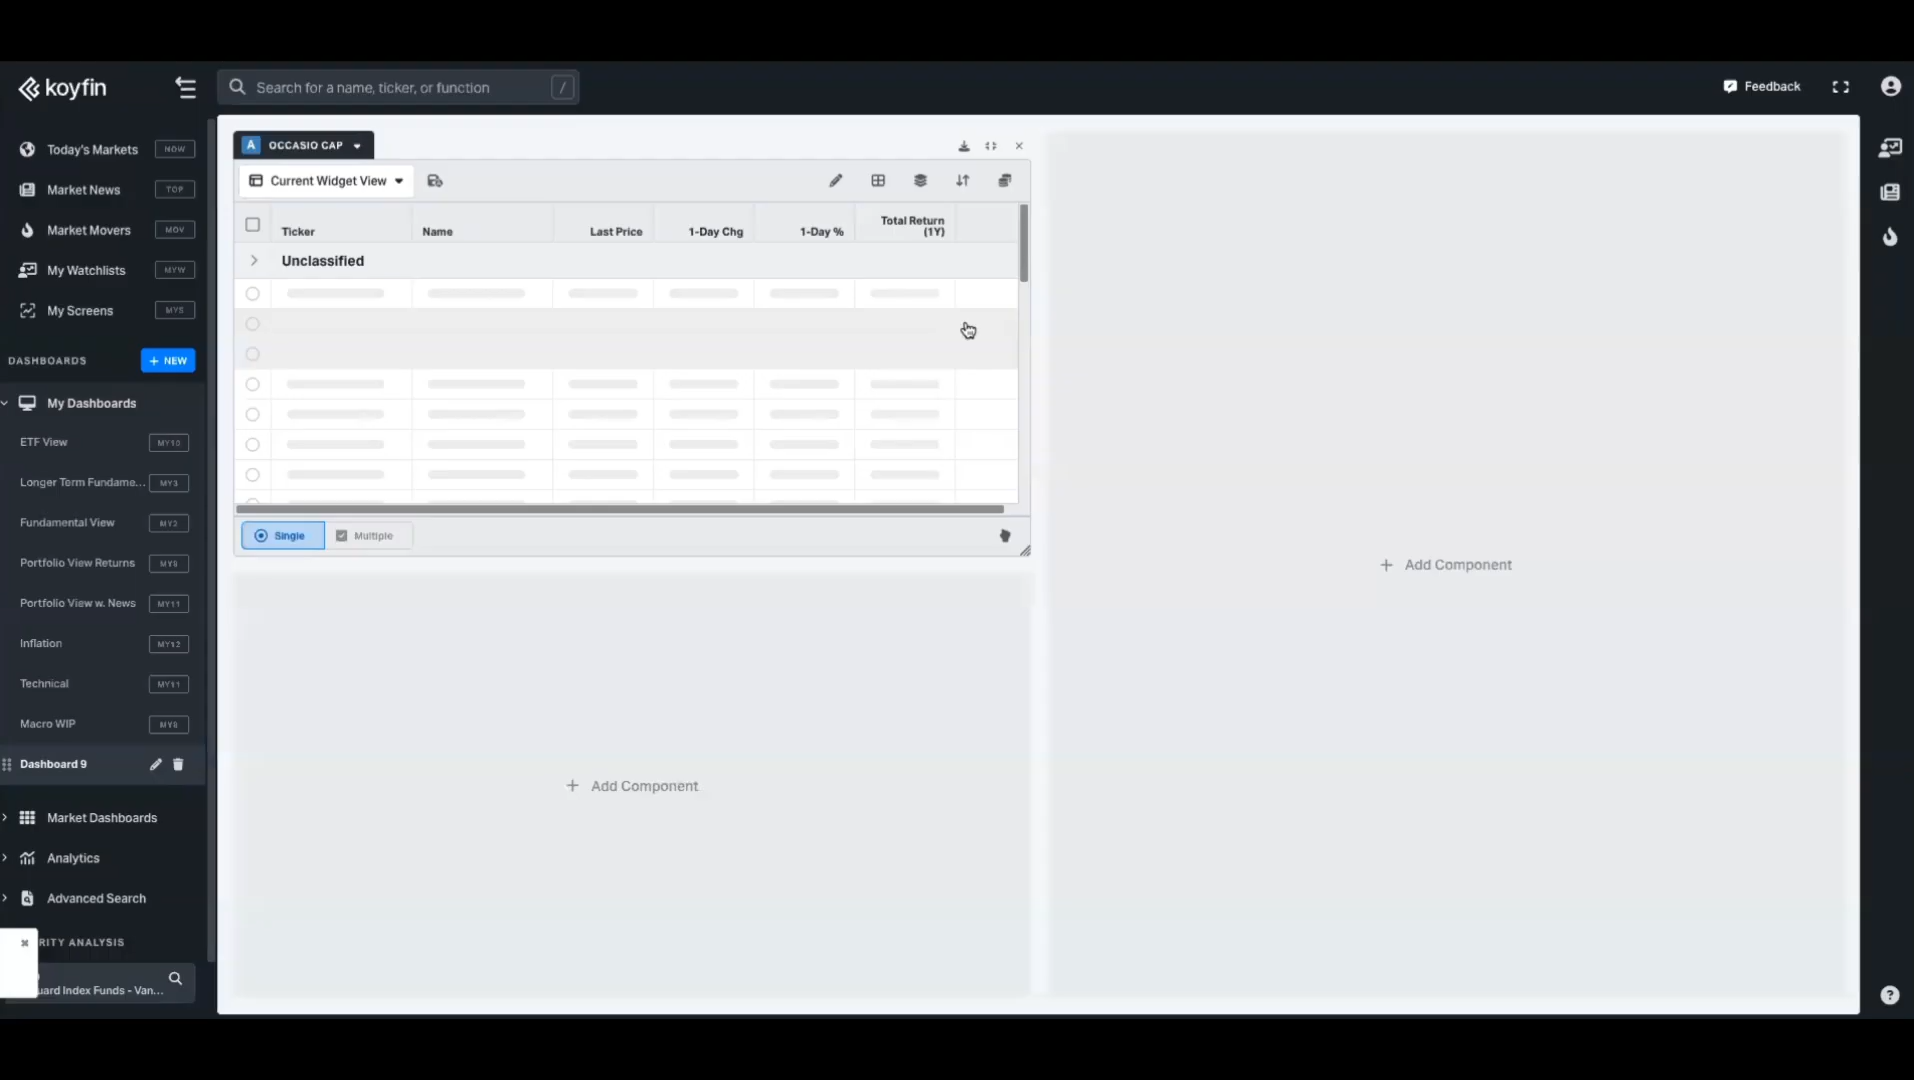 koyfin
Search for a name, ticker, or function
/
Feedback
Today's Markets
NOW
Market News
TOP
Market Movers
MOV
My Watchlists
MYW
My Screens
MYS
DASHBOARDS
+ NEW
My Dashboards
ETF View
MY10
Longer Term Fundame...
MY3
Fundamental View
MY2
Portfolio View Returns
Portfolio View w. News
MY11
Inflation
MY12
Technical
MY11
Macro WIP
Dashboard 9
Market Dashboards
Analytics
Advanced Search
RITY ANALYSIS
uard Index Funds - Van...
A OCCASIO CAP
Current Widget View
Ticker
Name
Last Price
1-Day Chg
1-Day %
Total Return
(1Y)
Unclassified
Single
Multiple
+ Add Component
+ Add Component
?